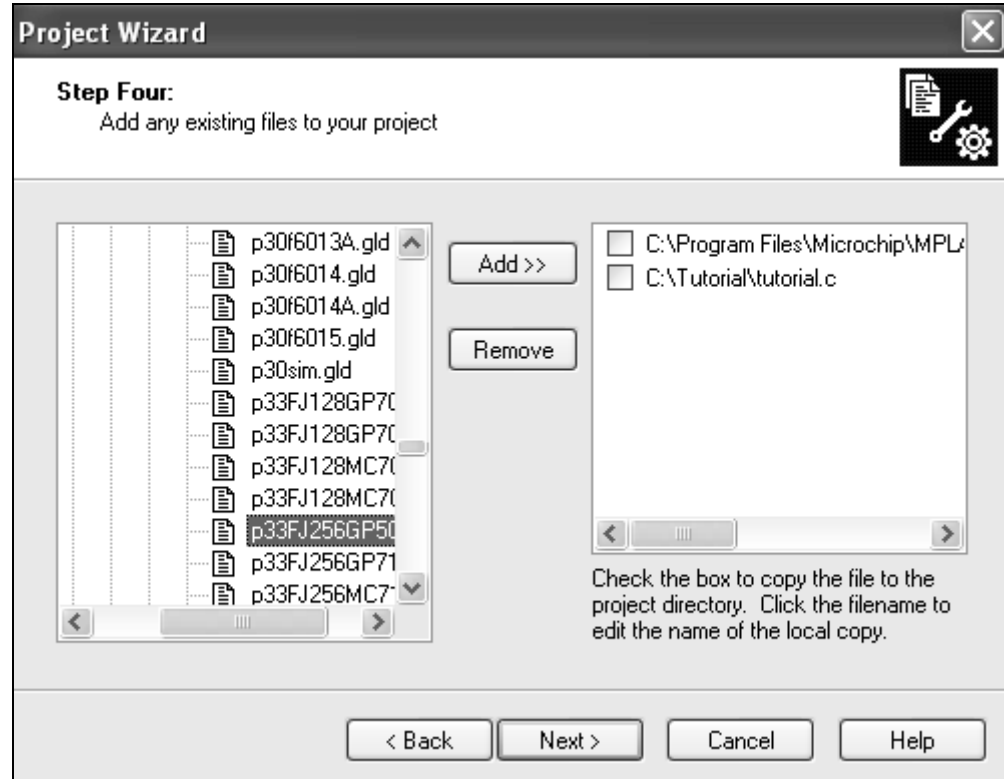 Project Wizard
Step Four:
Add any existing files to your project
p30f6013A.gld
p30f6014.gld
p30f6014A.gld
p30f6015.gld
p30sim.gld
p33FJ128GP70
p33FJ128GP70
p33FJ128MC70
p33FJ128MC70
p33FJ256GP50
p33FJ256GP71
p33FJ256MC7
Add >>
Remove
C:\Program Files\Microchip\MPLA
C:\Tutorial\tutorial.c
Check the box to copy the file to the
project directory. Click the filename to
edit the name of the local copy.
< Back
Next >
Cancel
Help